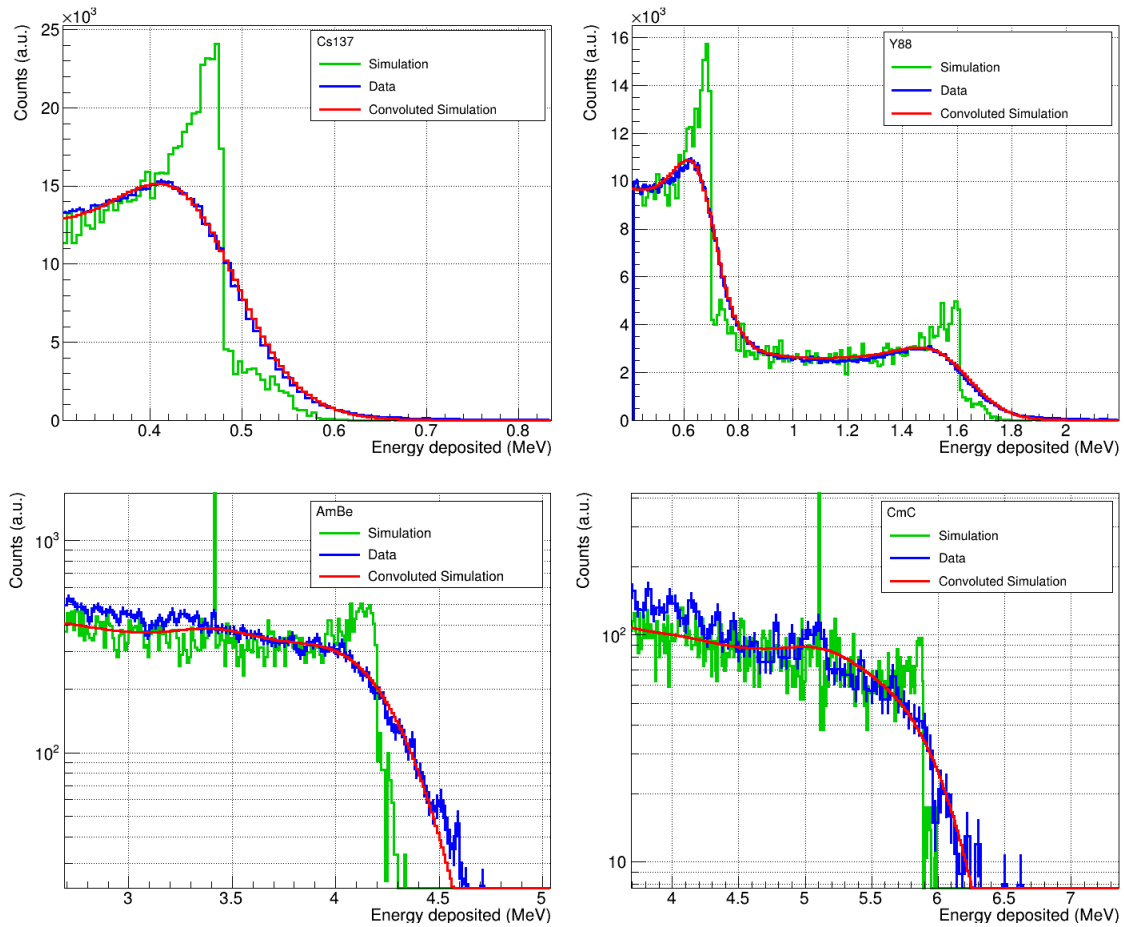 ×10³
Counts (a.u.)
Cs137
Simulation
Data
Convoluted Simulation
25
20
15
10
5
0
0.4 0.5 0.6 0.7 0.8
Energy deposited (MeV)
×10³
Counts (a.u.)
Y88
Simulation
Data
Convoluted Simulation
16
14
12
10
8
6
4
2
0
0.6 0.8 1 1.2 1.4 1.6 1.8 2
Energy deposited (MeV)
Counts (a.u.)
AmBe
Simulation
Data
Convoluted Simulation
10³
10²
3 3.5 4 4.5 5
Energy deposited (MeV)
Counts (a.u.)
CmC
Simulation
Data
Convoluted Simulation
10²
10
4 4.5 5 5.5 6 6.5 7
Energy deposited (MeV)